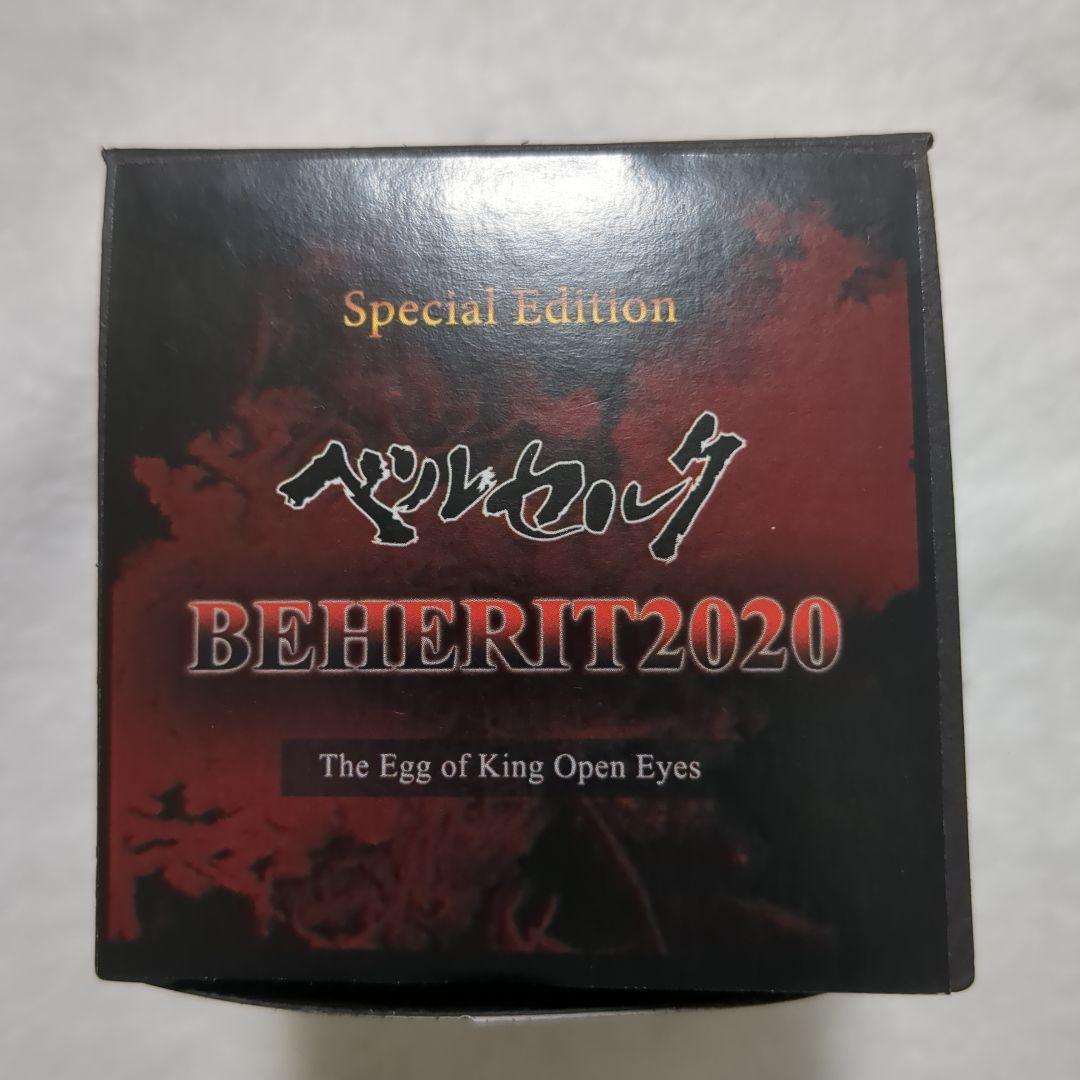 Special Edition
ベルセルク
BEHERIT2020
The Egg of King Open Eyes